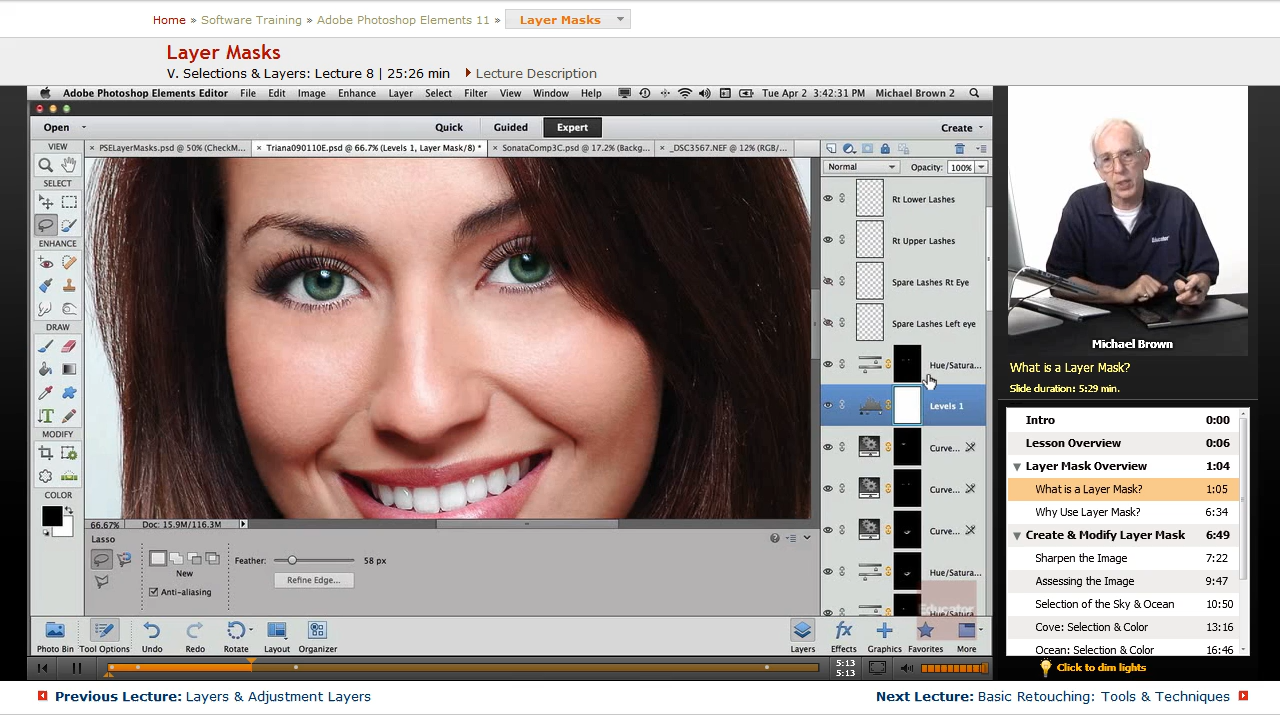 Home » Software Training » Adobe Photoshop Elements 11 » Layer Masks
Layer Masks
V. Selections & Layers: Lecture 8 | 25:26 min Lecture Description
Adobe Photoshop Elements Editor File Edit Image Enhance Layer Select Filter View Window Help Tue Apr 2 3:42:31 PM Michael Brown 2
Open Quick Guided Expert Create
VIEW
× PSELayerMasks.psd @ 50% (CheckM... × Triana090110E.psd @ 66.7% (Levels 1, Layer Mask/8) * × SonataComp3C.psd @ 17.2% (Backg... × _DSC3567.NEF @ 12% (RGB/...
Normal Opacity: 100%
SELECT
ENHANCE
DRAW
MODIFY
COLOR
Rt Lower Lashes
Rt Upper Lashes
Spare Lashes Rt Eye
Spare Lashes Left eye
Hue/Satura...
Levels 1
Curve...
Curve...
Curve...
Hue/Satura...
Hue/Satura...
Educator
66.67% Doc: 15.9M/116.3M
Lasso
New
Anti-aliasing
Feather: 58 px
Refine Edge...
Photo Bin Tool Options Undo Redo Rotate Layout Organizer Layers Effects Graphics Favorites More
5:13
5:13
Educator
Michael Brown
What is a Layer Mask?
Slide duration: 5:29 min.
Intro 0:00
Lesson Overview 0:06
Layer Mask Overview 1:04
What is a Layer Mask? 1:05
Why Use Layer Mask? 6:34
Create & Modify Layer Mask 6:49
Sharpen the Image 7:22
Assessing the Image 9:47
Selection of the Sky & Ocean 10:50
Cove: Selection & Color 13:16
Ocean: Selection & Color 16:46
Click to dim lights
Previous Lecture: Layers & Adjustment Layers
Next Lecture: Basic Retouching: Tools & Techniques